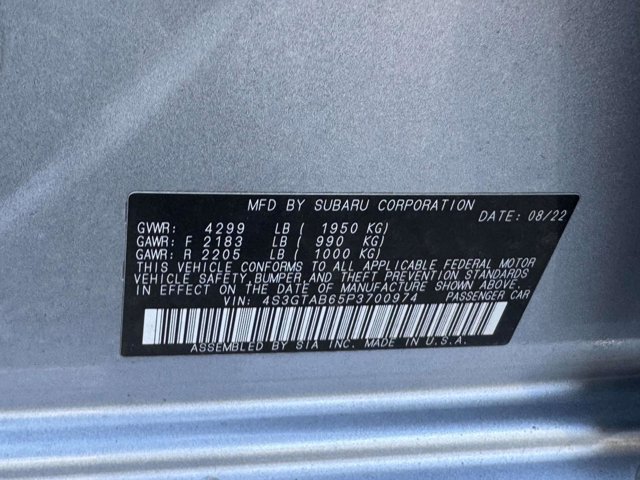 MFD BY SUBARU CORPORATION
DATE: 08/22
GVWR: 4299 LB ( 1950 KG)
GAWR: F 2183 LB ( 990 KG)
GAWR: R 2205 LB ( 1000 KG)
THIS VEHICLE CONFORMS TO ALL APPLICABLE FEDERAL MOTOR
VEHICLE SAFETY,BUMPER,AND THEFT PREVENTION STANDARDS
IN EFFECT ON THE DATE OF MANUFACTURE SHOWN ABOVE.
VIN: 4S3GTAB65P3700974 PASSENGER CAR
ASSEMBLED BY SIA INC. MADE IN U.S.A.